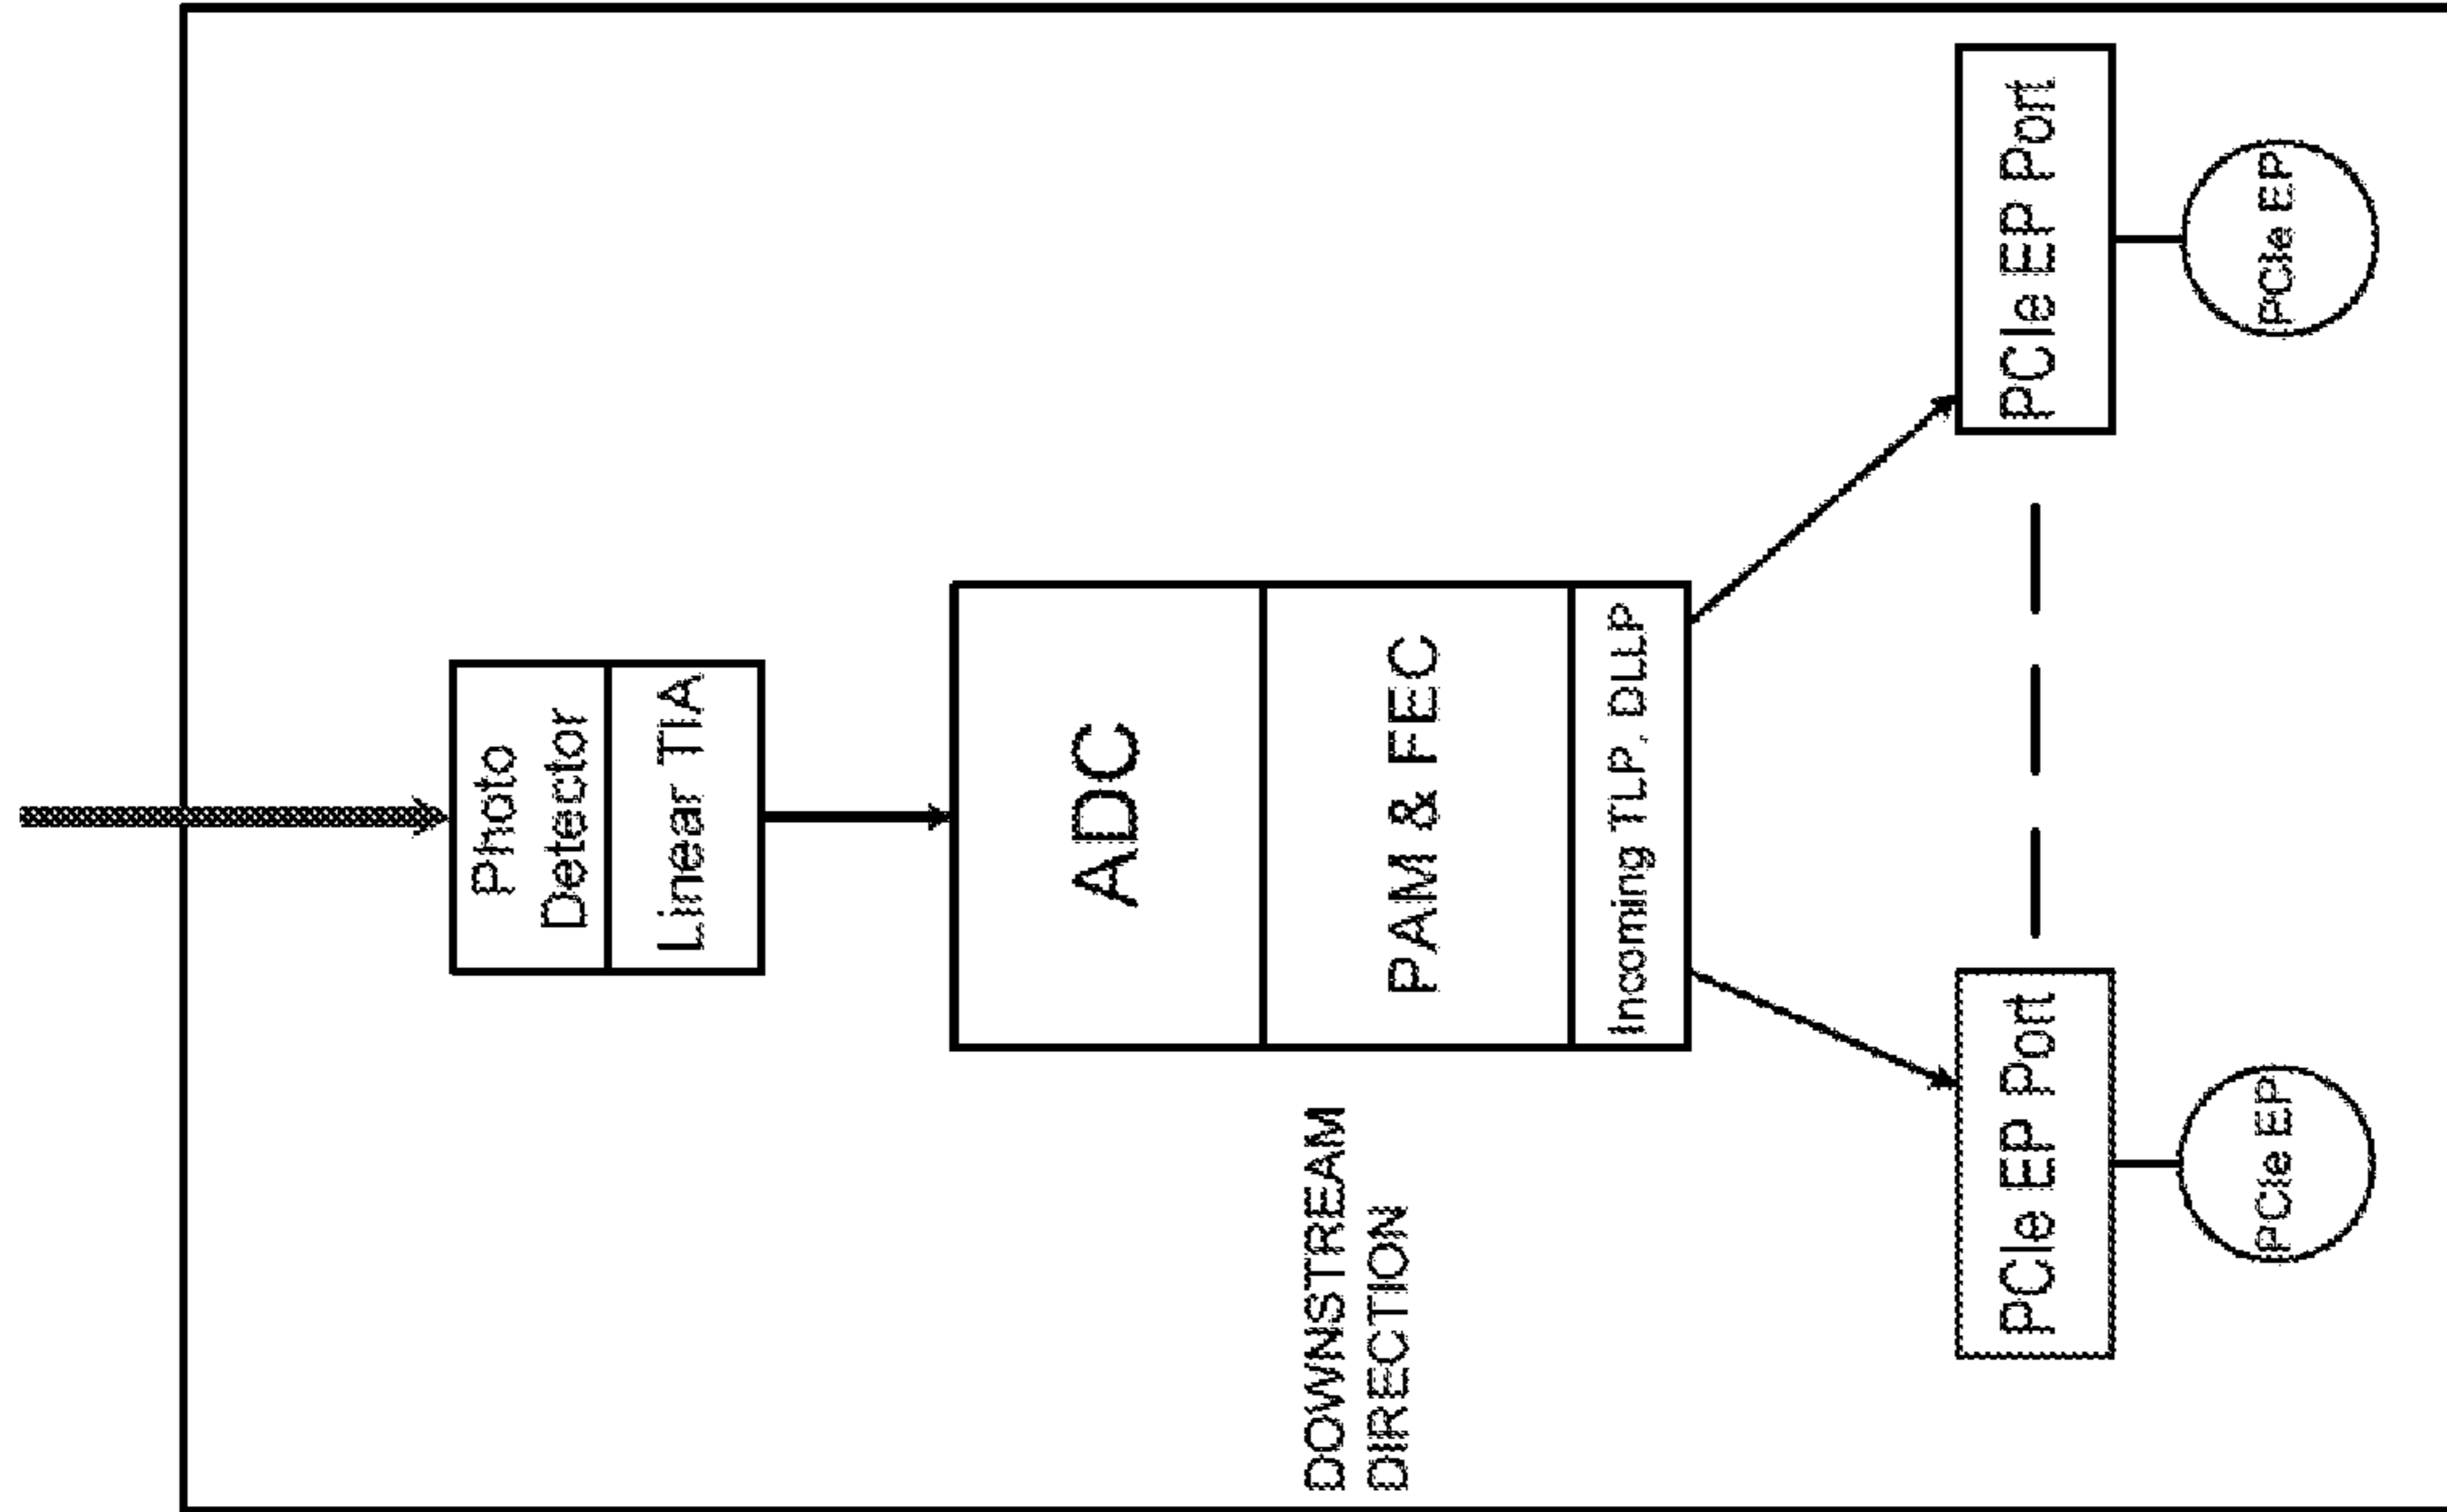 Photo
Detector
Linear TIA
ADC
PAM & FEC
Incoming TLP, DLLP
DOWNSTREAM
DIRECTION
PCIe EP Port
PCIe EP Port
PCIe EP
PCIe EP